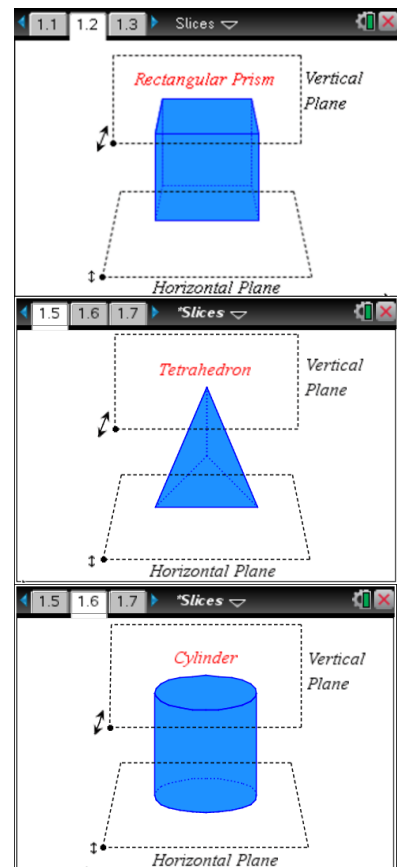 1.1 1.2 1.3 Slices
Rectangular Prism
Vertical
Plane
Horizontal Plane
1.5 1.6 1.7 *Slices
Tetrahedron
Vertical
Plane
Horizontal Plane
1.5 1.6 1.7 *Slices
Cylinder
Vertical
Plane
Horizontal Plane